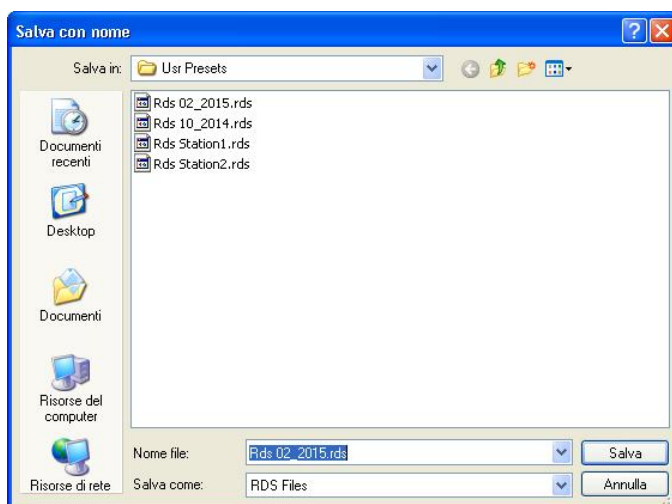 Salva con nome
Salva in: Usr Presets
Rds 02_2015.rds
Rds 10_2014.rds
Rds Station1.rds
Rds Station2.rds
Documenti
recenti
Desktop
Documenti
Risorse del
computer
Risorse di rete
Nome file: Rds 02_2015.rds Salva
Salva come: RDS Files Annulla